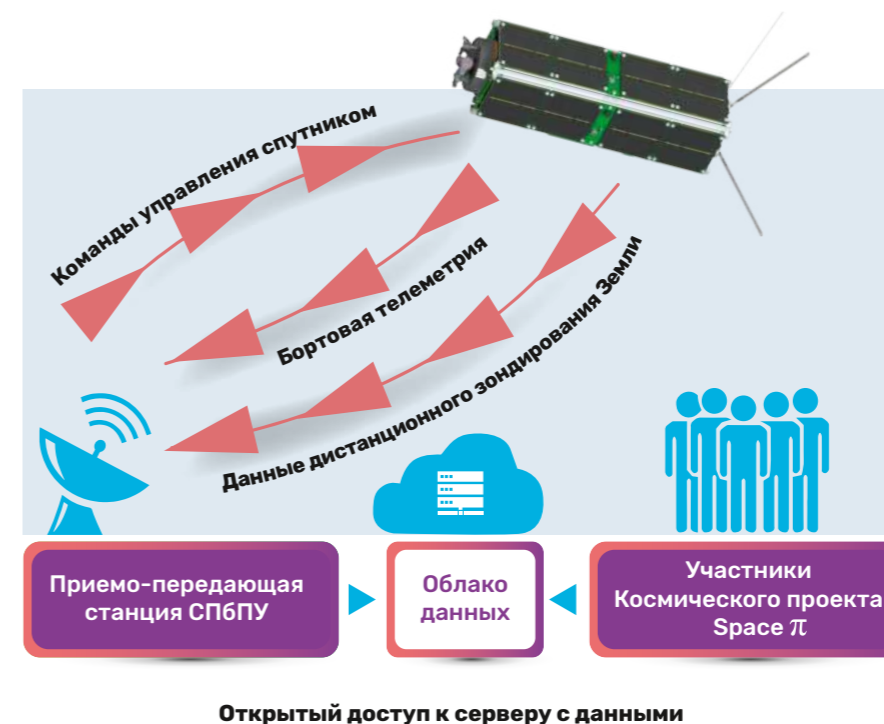 Команды управления спутником
Бортовая телеметрия
Данные дистанционного зондирования Земли
Приемо-передающая
станция СПбПУ
Облако
данных
Участники
Космического проекта
Space π
Открытый доступ к серверу с данными